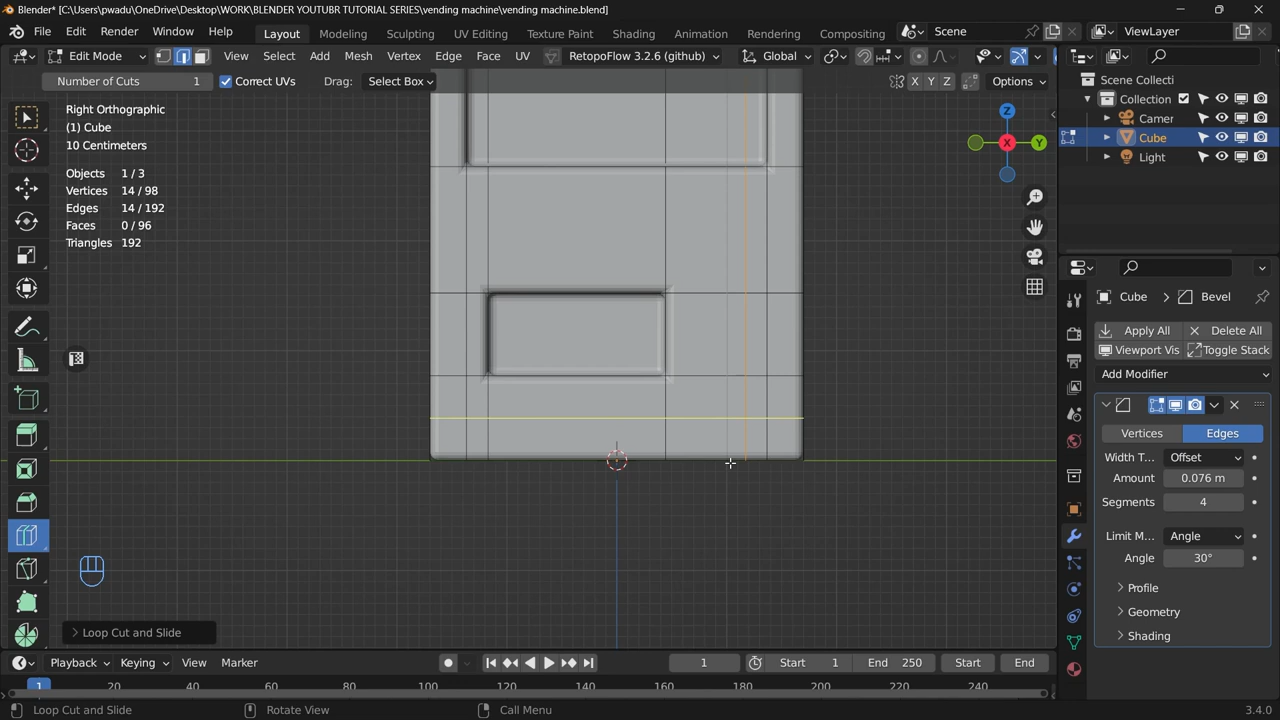 Blender* [C:\Users\pwadu\OneDrive\Desktop\WORK\BLENDER YOUTUBR TUTORIAL SERIES\vending machine\vending machine.blend]
File Edit Render Window Help Layout Modeling Sculpting UV Editing Texture Paint Shading Animation Rendering Compositing Scene ViewLayer
Edit Mode View Select Add Mesh Vertex Edge Face UV RetopoFlow 3.2.6 (github) Global
Number of Cuts 1 Correct UVs Drag: Select Box X Y Z Options
Scene Collecti
Collection
Camer
Cube
Light
Right Orthographic
(1) Cube
10 Centimeters
Objects 1 / 3
Vertices 14 / 98
Edges 14 / 192
Faces 0 / 96
Triangles 192
Z
X
Y
Cube > Bevel
Apply All Delete All
Viewport Vis Toggle Stack
Add Modifier
Vertices Edges
Width T... Offset
Amount 0.076 m
Segments 4
Limit M... Angle
Angle 30°
Profile
Geometry
Shading
Loop Cut and Slide
Playback Keying View Marker 1 Start 1 End 250 Start End
1 20 40 60 80 100 120 140 160 180 200 220 240
Loop Cut and Slide Rotate View Call Menu 3.4.0